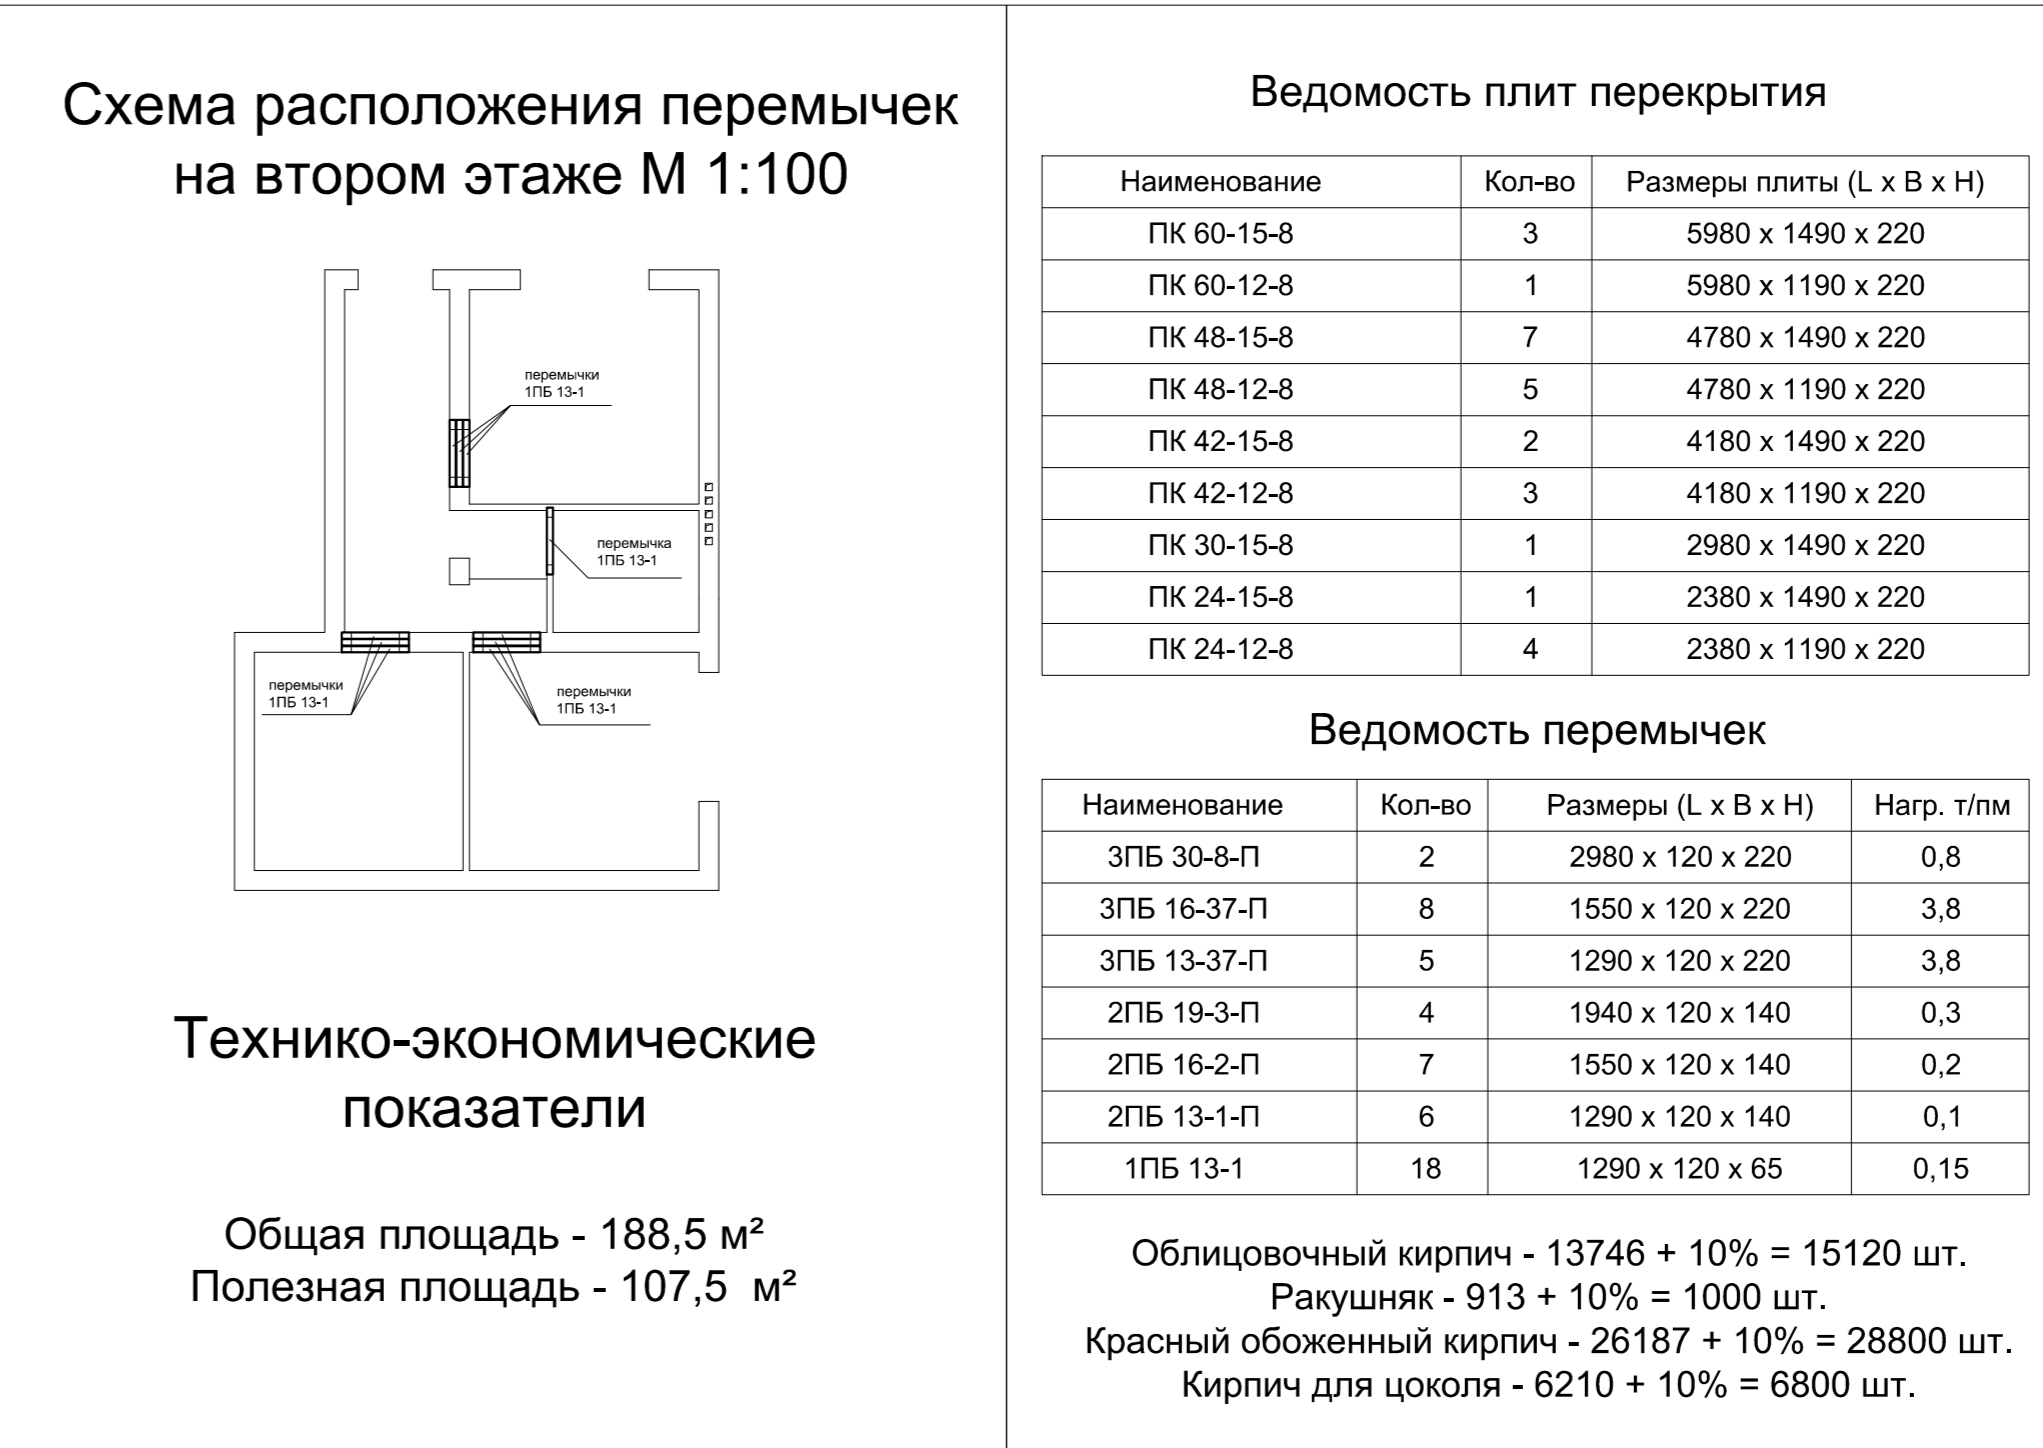 Схема расположения перемычек
на втором этаже М 1:100
перемычки
1ПБ 13-1
перемычка
1ПБ 13-1
перемычки
1ПБ 13-1
перемычки
1ПБ 13-1
Технико-экономические
показатели
Общая площадь - 188,5 м²
Полезная площадь - 107,5 м²
Ведомость плит перекрытия
Наименование Кол-во Размеры плиты (L x B x H)
ПК 60-15-8 3 5980 x 1490 x 220
ПК 60-12-8 1 5980 x 1190 x 220
ПК 48-15-8 7 4780 x 1490 x 220
ПК 48-12-8 5 4780 x 1190 x 220
ПК 42-15-8 2 4180 x 1490 x 220
ПК 42-12-8 3 4180 x 1190 x 220
ПК 30-15-8 1 2980 x 1490 x 220
ПК 24-15-8 1 2380 x 1490 x 220
ПК 24-12-8 4 2380 x 1190 x 220
Ведомость перемычек
Наименование Кол-во Размеры (L x B x H) Нагр. т/пм
3ПБ 30-8-П 2 2980 x 120 x 220 0,8
3ПБ 16-37-П 8 1550 x 120 x 220 3,8
3ПБ 13-37-П 5 1290 x 120 x 220 3,8
2ПБ 19-3-П 4 1940 x 120 x 140 0,3
2ПБ 16-2-П 7 1550 x 120 x 140 0,2
2ПБ 13-1-П 6 1290 x 120 x 140 0,1
1ПБ 13-1 18 1290 x 120 x 65 0,15
Облицовочный кирпич - 13746 + 10% = 15120 шт.
Ракушняк - 913 + 10% = 1000 шт.
Красный обоженный кирпич - 26187 + 10% = 28800 шт.
Кирпич для цоколя - 6210 + 10% = 6800 шт.